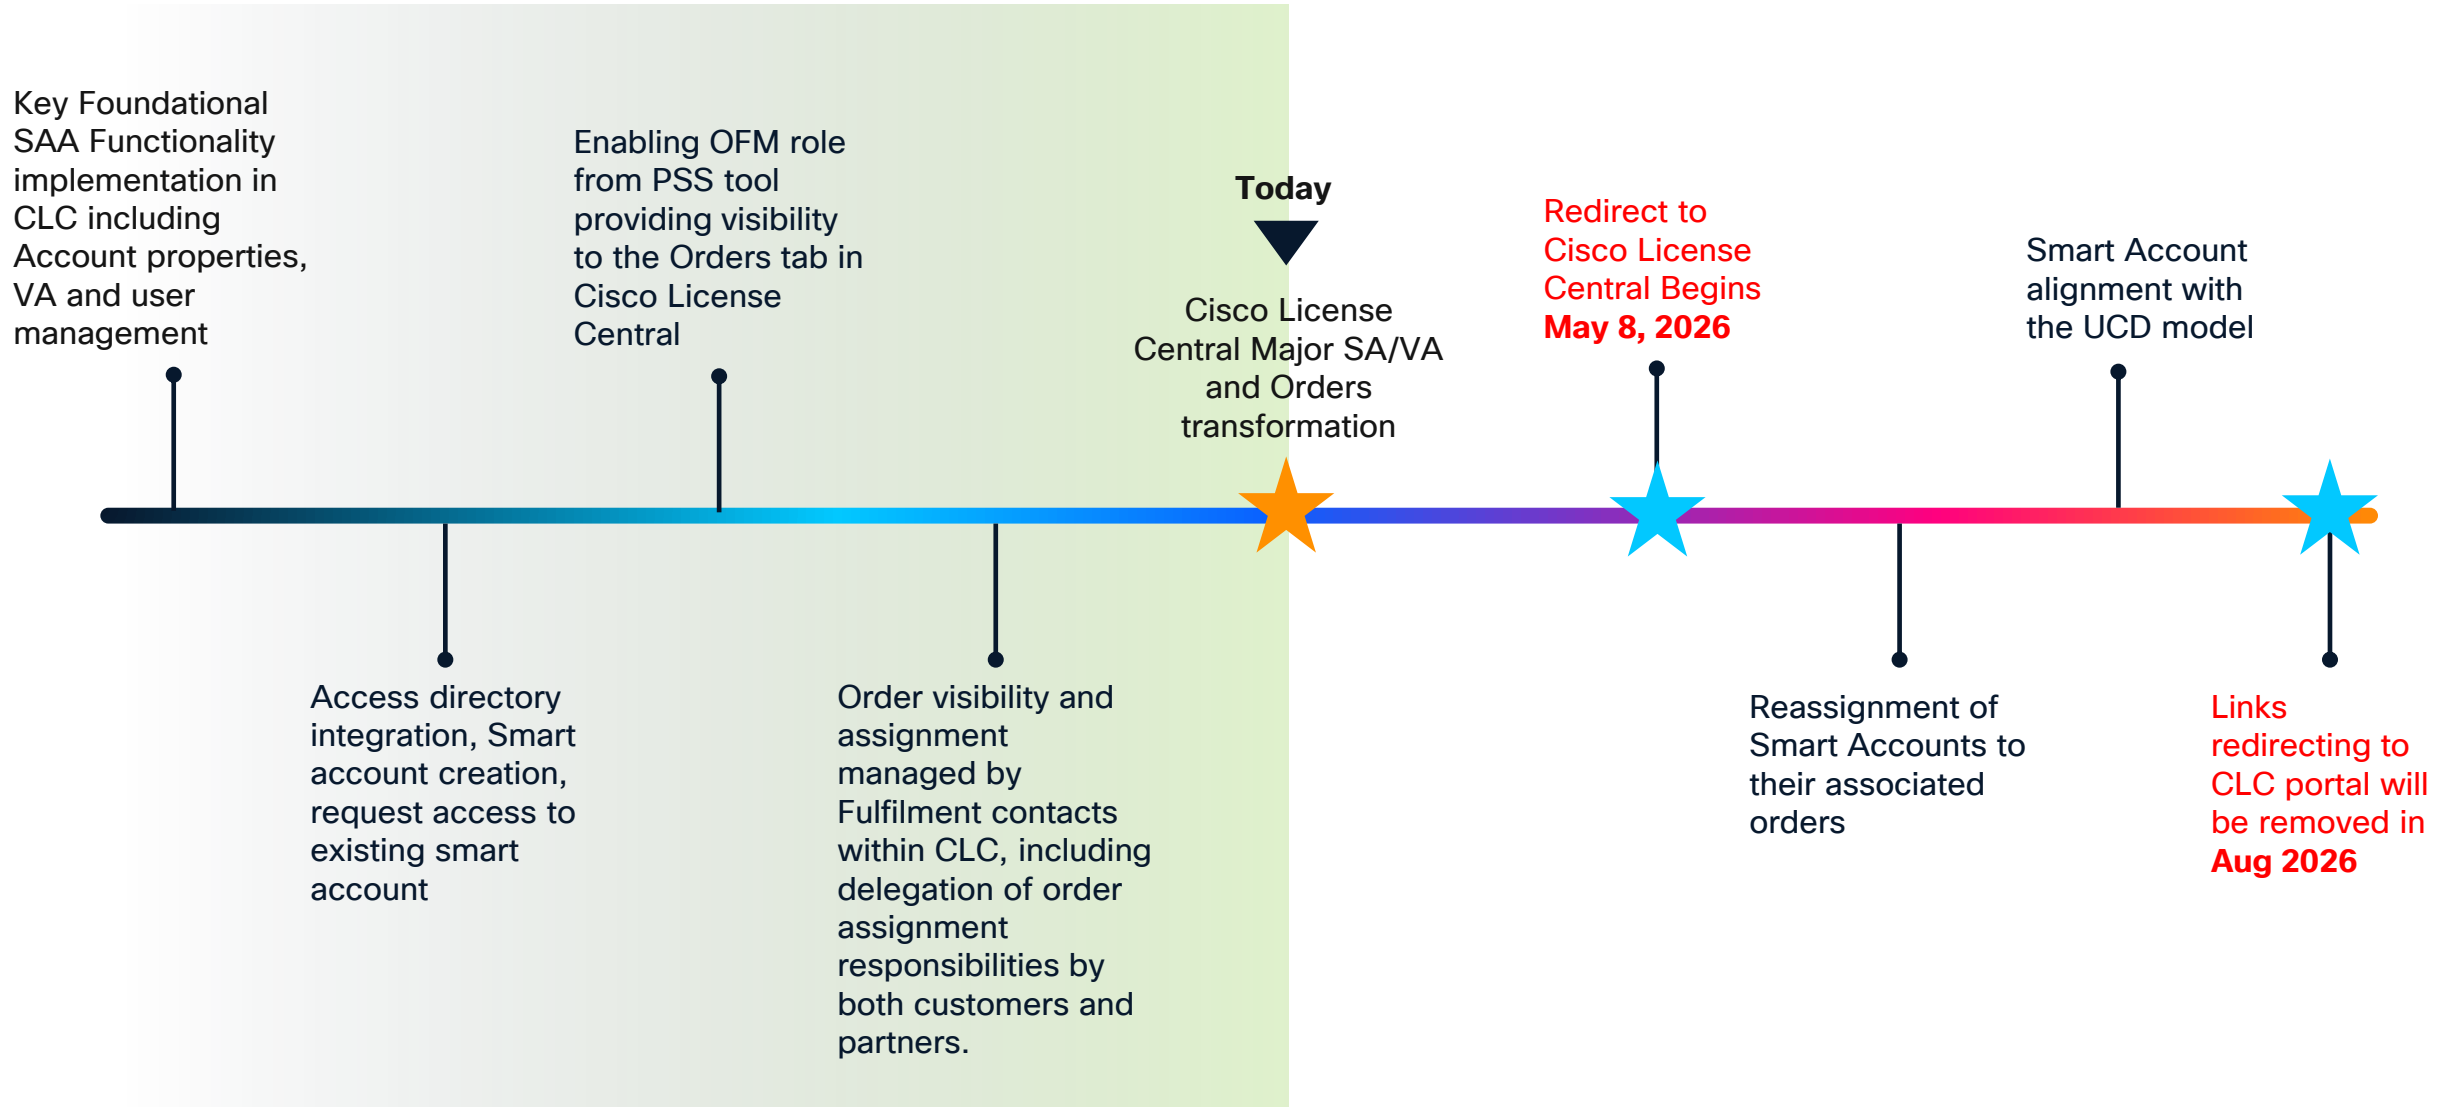 Key Foundational
SAA Functionality
implementation in
CLC including
Account properties,
VA and user
management
Access directory
integration, Smart
account creation,
request access to
existing smart
account
Enabling OFM role
from PSS tool
providing visibility
to the Orders tab in
Cisco License
Central
Order visibility and
assignment
managed by
Fulfilment contacts
within CLC, including
delegation of order
assignment
responsibilities by
both customers and
partners.
Today
Cisco License
Central Major SA/VA
and Orders
transformation
Redirect to
Cisco License
Central Begins
May 8, 2026
Reassignment of
Smart Accounts to
their associated
orders
Smart Account
alignment with
the UCD model
Links
redirecting to
CLC portal will
be removed in
Aug 2026